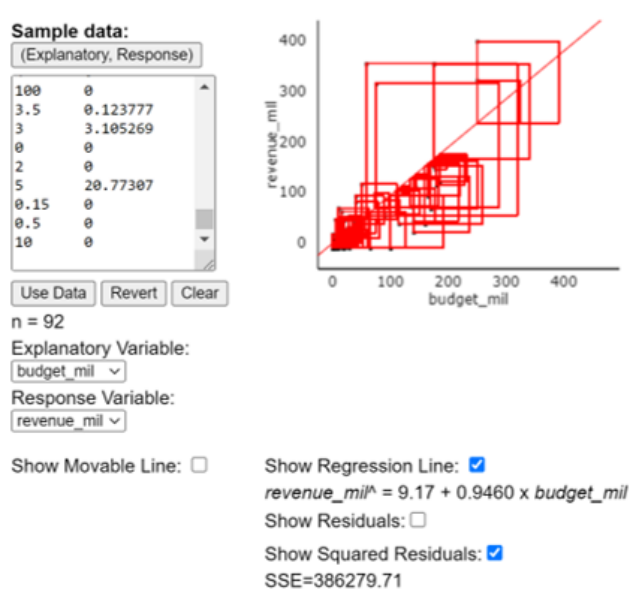 Sample data:
(Explanatory, Response)
100 0
3.5 0.123777
3 3.105269
0 0
2 0
5 20.77307
0.15 0
0.5 0
10 0
Use Data Revert Clear
n = 92
Explanatory Variable:
budget_mil
Response Variable:
revenue_mil
Show Movable Line:
400
300
200
100
0
revenue_mil
0 100 200 300 400
budget_mil
Show Regression Line:
revenue_mil^ = 9.17 + 0.9460 x budget_mil
Show Residuals:
Show Squared Residuals:
SSE=386279.71